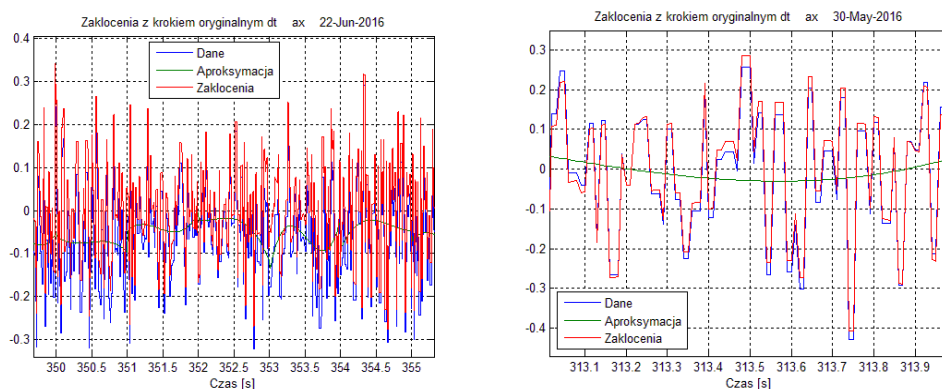 Zaklocenia z krokiem oryginalnym dt ax 22-Jun-2016
0.4
0.3
0.2
0.1
0
-0.1
-0.2
-0.3
Dane
Aproksymacja
Zaklocenia
350 350.5 351 351.5 352 352.5 353 353.5 354 354.5 355
Czas [s]
Zaklocenia z krokiem oryginalnym dt ax 30-May-2016
0.3
0.2
0.1
0
-0.1
-0.2
-0.3
-0.4
Dane
Aproksymacja
Zaklocenia
313.1 313.2 313.3 313.4 313.5 313.6 313.7 313.8 313.9
Czas [s]